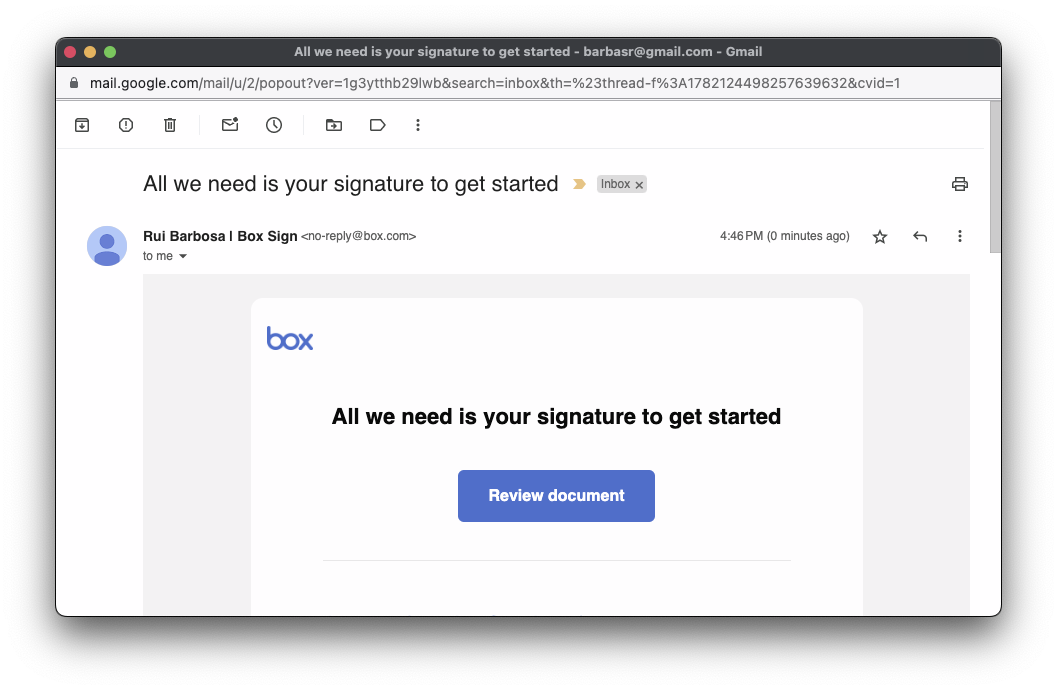 All we need is your signature to get started - barbasr@gmail.com - Gmail
mail.google.com/mail/u/2/popout?ver=1g3ytthb29lwb&search=inbox&th=%23thread-f%3A1782124498257639632&cvid=1
All we need is your signature to get started Inbox ×
Rui Barbosa | Box Sign <no-reply@box.com> 4:46 PM (0 minutes ago)
to me
box
All we need is your signature to get started
Review document